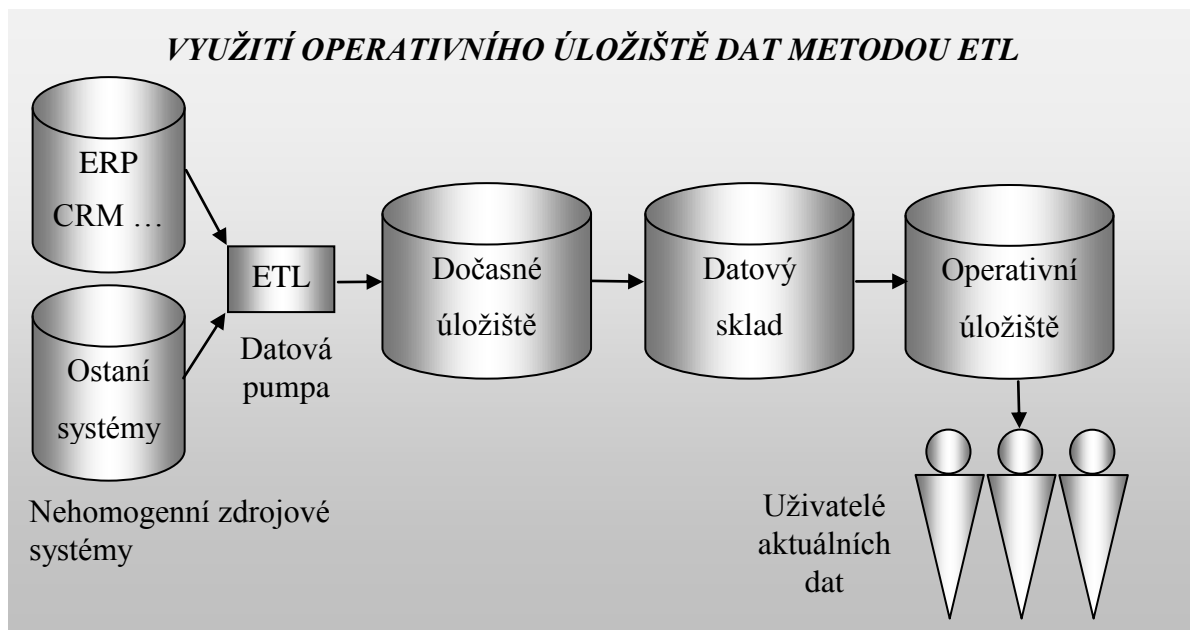 VYUŽITÍ OPERATIVNÍHO ÚLOŽIŠTĚ DAT METODOU ETL
ERP
CRM …
Ostaní
systémy
Nehomogenní zdrojové
systémy
ETL
Datová
pumpa
Dočasné
úložiště
Datový
sklad
Operativní
úložiště
Uživatelé
aktuálních
dat